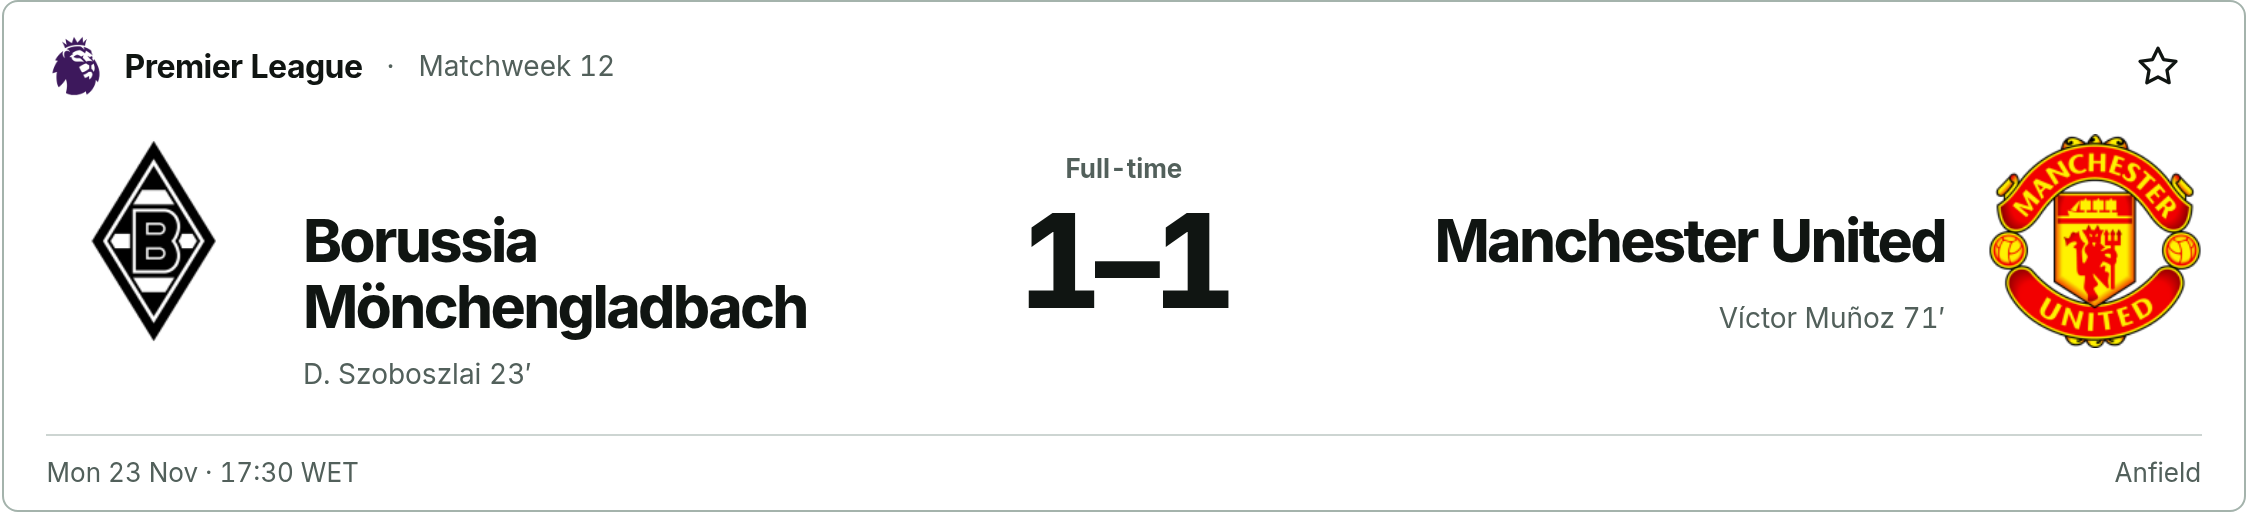 Premier League · Matchweek 12
Full-time
Borussia
Mönchengladbach
D. Szoboszlai 23′
1–1
Manchester United
Víctor Muñoz 71′
B
MANCHESTER
UNITED
Mon 23 Nov · 17:30 WET
Anfield